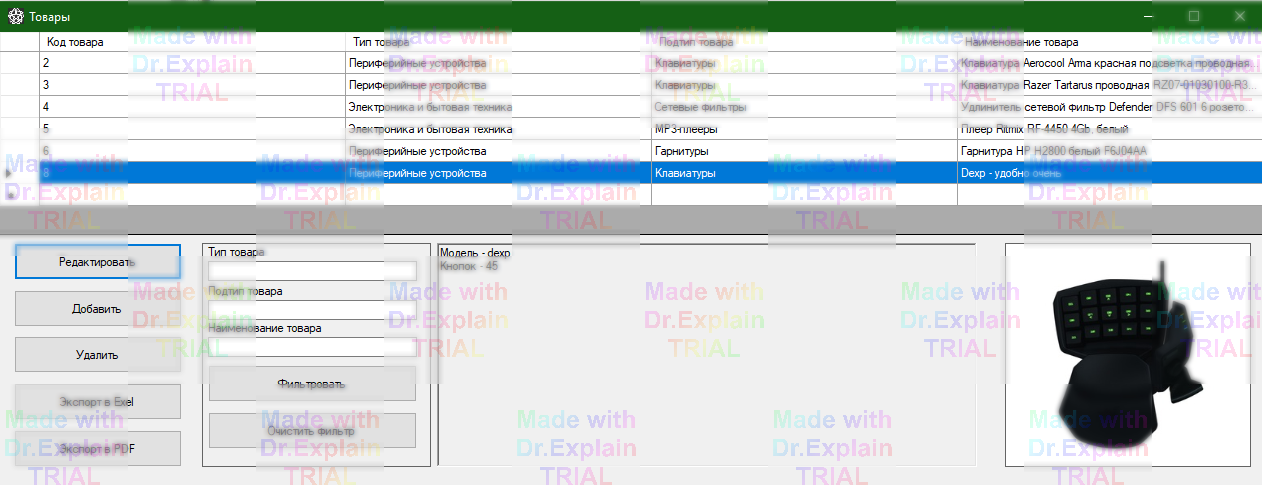 Товары
Код товара Тип товара Подтип товара Наименование товара
2 Периферийные устройства Клавиатуры Клавиатура Aerocool Arma красная подсветка проводная...
3 Периферийные устройства Клавиатуры Клавиатура Razer Tartarus проводная RZ07-01030100-R3...
4 Электроника и бытовая техника Сетевые фильтры Удлинитель сетевой фильтр Defender DFS 601 6 розето...
5 Электроника и бытовая техника MP3-плееры Плеер Ritmix RF-4450 4Gb, белый
6 Периферийные устройства Гарнитуры Гарнитура HP H2800 белый F6J04AA
8 Периферийные устройства Клавиатуры Dexp - удобно очень
Редактировать
Добавить
Удалить
Экспорт в Exel
Экспорт в PDF
Тип товара
Подтип товара
Наименование товара
Фильтровать
Очистить фильтр
Модель - dexp
Кнопок - 45
Made with
Dr.Explain
TRIAL